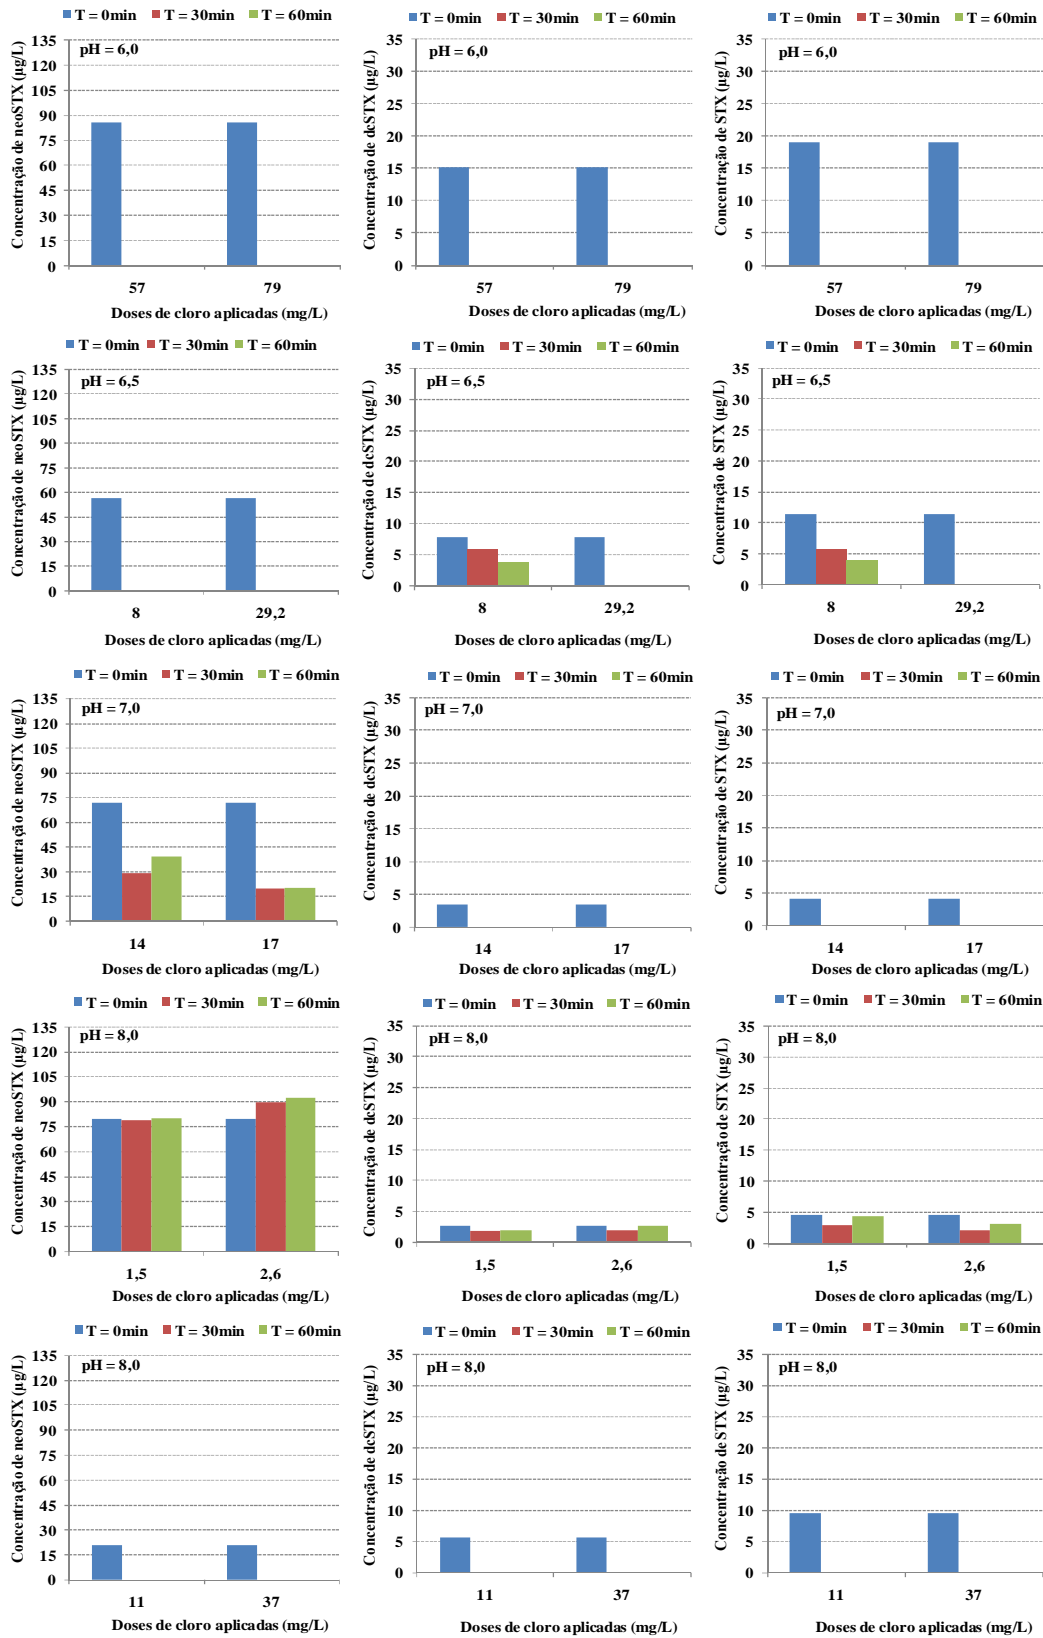 T = 0min T = 30min T = 60min
Concentração de neoSTX (µg/L)
135
120
105
90
75
60
45
30
15
0
pH = 6,0
57 79
Doses de cloro aplicadas (mg/L)
T = 0min T = 30min T = 60min
Concentração de dcSTX (µg/L)
35
30
25
20
15
10
5
0
pH = 6,0
57 79
Doses de cloro aplicadas (mg/L)
T = 0min T = 30min T = 60min
Concentração de STX (µg/L)
35
30
25
20
15
10
5
0
pH = 6,0
57 79
Doses de cloro aplicadas (mg/L)
T = 0min T = 30min T = 60min
Concentração de neoSTX (µg/L)
135
120
105
90
75
60
45
30
15
0
pH = 6,5
8 29,2
Doses de cloro aplicadas (mg/L)
T = 0min T = 30min T = 60min
Concentração de dcSTX (µg/L)
35
30
25
20
15
10
5
0
pH = 6,5
8 29,2
Doses de cloro aplicadas (mg/L)
T = 0min T = 30min T = 60min
Concentração de STX (µg/L)
35
30
25
20
15
10
5
0
pH = 6,5
8 29,2
Doses de cloro aplicadas (mg/L)
T = 0min T = 30min T = 60min
Concentração de neoSTX (µg/L)
135
120
105
90
75
60
45
30
15
0
pH = 7,0
14 17
Doses de cloro aplicadas (mg/L)
T = 0min T = 30min T = 60min
Concentração de dcSTX (µg/L)
35
30
25
20
15
10
5
0
pH = 7,0
14 17
Doses de cloro aplicadas (mg/L)
T = 0min T = 30min T = 60min
Concentração de STX (µg/L)
35
30
25
20
15
10
5
0
pH = 7,0
14 17
Doses de cloro aplicadas (mg/L)
T = 0min T = 30min T = 60min
Concentração de neoSTX (µg/L)
135
120
105
90
75
60
45
30
15
0
pH = 8,0
1,5 2,6
Doses de cloro aplicadas (mg/L)
T = 0min T = 30min T = 60min
Concentração de dcSTX (µg/L)
35
30
25
20
15
10
5
0
pH = 8,0
1,5 2,6
Doses de cloro aplicadas (mg/L)
T = 0min T = 30min T = 60min
Concentração de STX (µg/L)
35
30
25
20
15
10
5
0
pH = 8,0
1,5 2,6
Doses de cloro aplicadas (mg/L)
T = 0min T = 30min T = 60min
Concentração de neoSTX (µg/L)
135
120
105
90
75
60
45
30
15
0
pH = 8,0
11 37
Doses de cloro aplicadas (mg/L)
T = 0min T = 30min T = 60min
Concentração de dcSTX (µg/L)
35
30
25
20
15
10
5
0
pH = 8,0
11 37
Doses de cloro aplicadas (mg/L)
T = 0min T = 30min T = 60min
Concentração de STX (µg/L)
35
30
25
20
15
10
5
0
pH = 8,0
11 37
Doses de cloro aplicadas (mg/L)